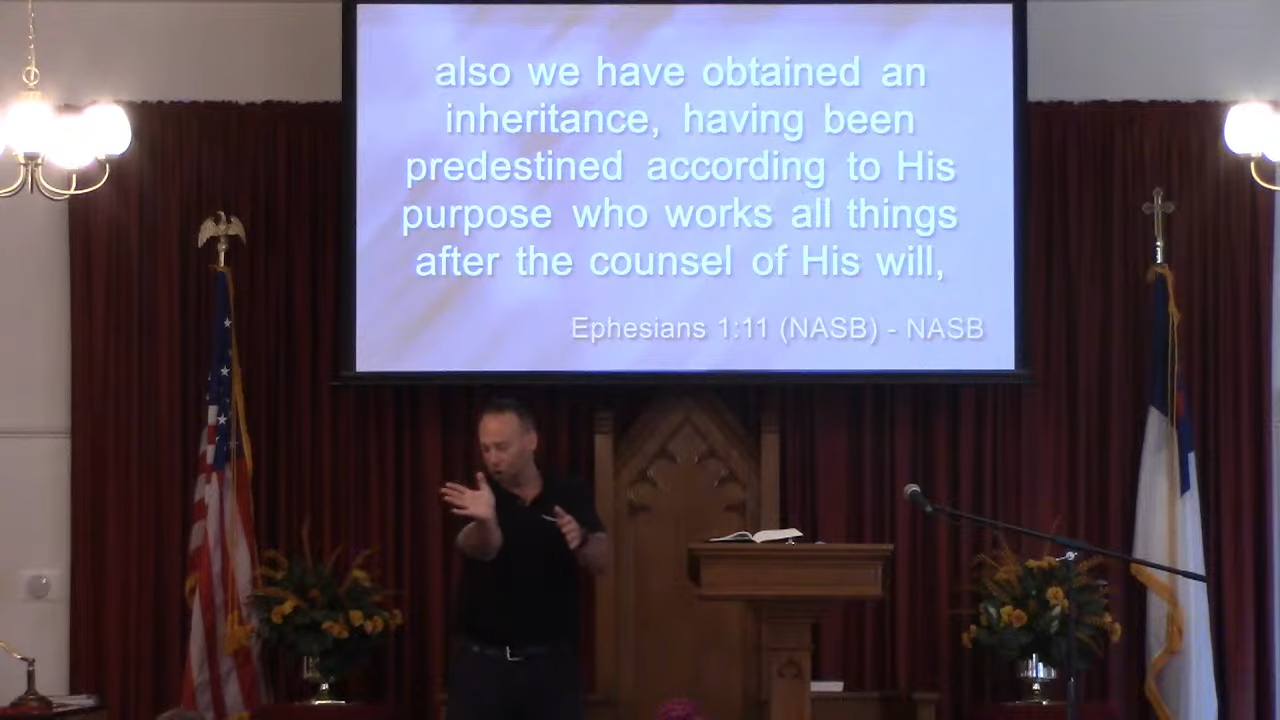 also we have obtained an
inheritance, having been
predestined according to His
purpose who works all things
after the counsel of His will,
Ephesians 1:11 (NASB) - NASB